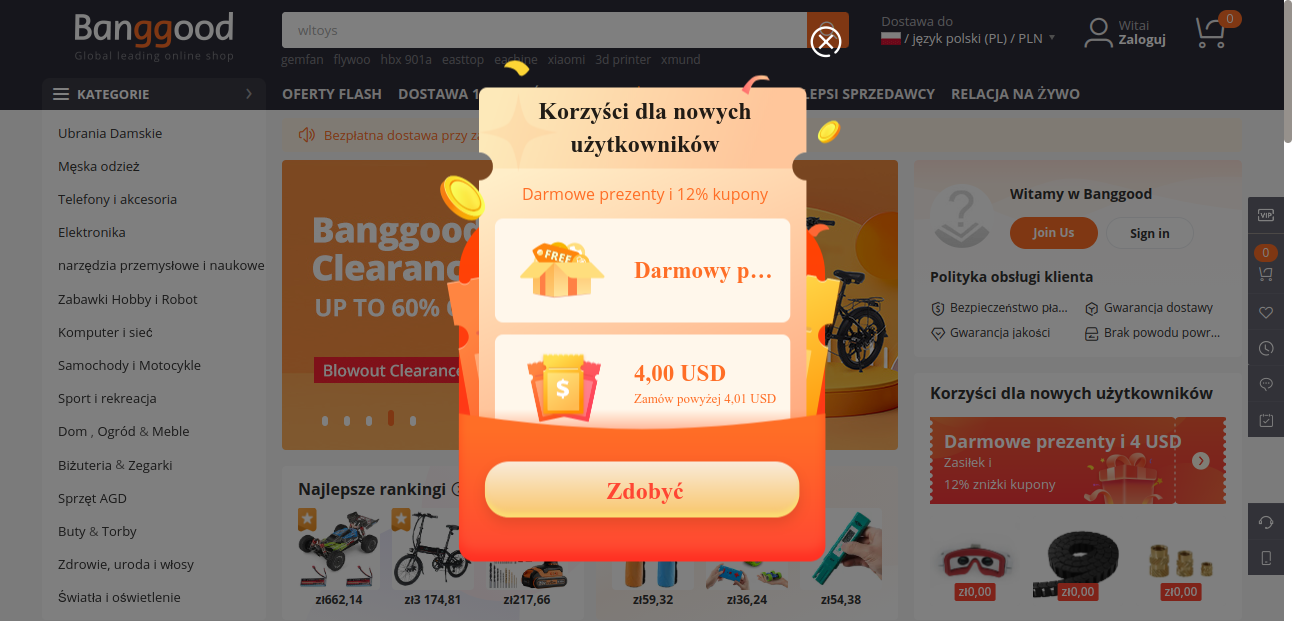 Banggood
Global leading online shop
wltoys
gemfan flywoo hbx 901a easttop eachine xiaomi 3d printer xmund
Dostawa do
/ język polski (PL) / PLN
Witai
Zaloguj
0
KATEGORIE
OFERTY FLASH DOSTAWA
LEPSI SPRZEDAWCY RELACJA NA ŻYWO
Ubrania Damskie
Męska odzież
Telefony i akcesoria
Elektronika
narzędzia przemysłowe i naukowe
Zabawki Hobby i Robot
Komputer i sieć
Samochody i Motocykle
Sport i rekreacja
Dom , Ogród & Meble
Biżuteria & Zegarki
Sprzęt AGD
Buty & Torby
Zdrowie, uroda i włosy
Światła i oświetlenie
Bezpłatna dostawa przy
Banggood
Clearanc
UP TO 60%
Blowout Clearance
Korzyści dla nowych
użytkowników
Darmowe prezenty i 12% kupony
FREE
Darmowy p...
$
4,00 USD
Zamów powyżej 4,01 USD
Zdobyć
Najlepsze rankingi
zł662,14
zł3 174,81
zł217,66
zł59,32
zł36,24
zł54,38
Witamy w Banggood
Join Us
Sign in
Polityka obsługi klienta
Bezpieczeństwo pła...
Gwarancja dostawy
Gwarancja jakości
Brak powodu powr...
Korzyści dla nowych użytkowników
Darmowe prezenty i 4 USD
Zasiłek i
12% zniżki kupony
zł0,00
zł0,00
zł0,00
VIP
0